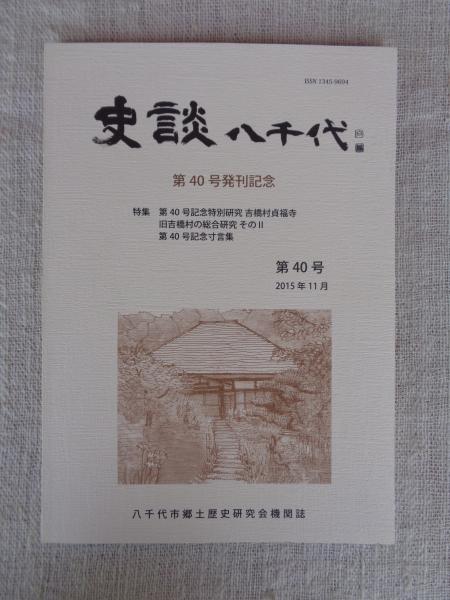 ISSN 1345-9694
史談八千代
第40号発刊記念
特集 第40号記念特別研究 吉橋村貞福寺
旧吉橋村の総合研究 そのⅡ
第40号記念寸言集
第40号
2015年11月
八千代市郷土歴史研究会機関誌